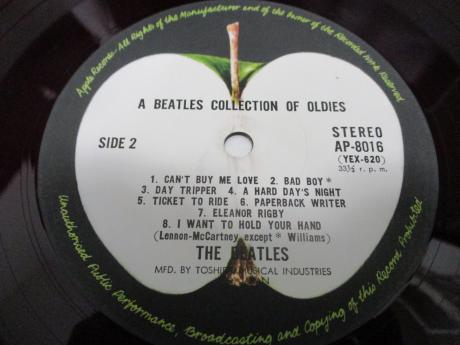 Apple Records-All Rights of the Manufacturer and of the Owner of the Recorded Work Reserved
A BEATLES COLLECTION OF OLDIES
SIDE 2
STEREO
AP-8016
(YEX-620)
33⅓ r. p. m.
1. CAN'T BUY ME LOVE 2. BAD BOY*
3. DAY TRIPPER 4. A HARD DAY'S NIGHT
5. TICKET TO RIDE 6. PAPERBACK WRITER
7. ELEANOR RIGBY
8. I WANT TO HOLD YOUR HAND
(Lennon-McCartney except * Williams)
THE BEATLES
MFD. BY TOSHIBA MUSICAL INDUSTRIES
Unauthorised Public Performance, Broadcasting and Copying of this Record Prohibited